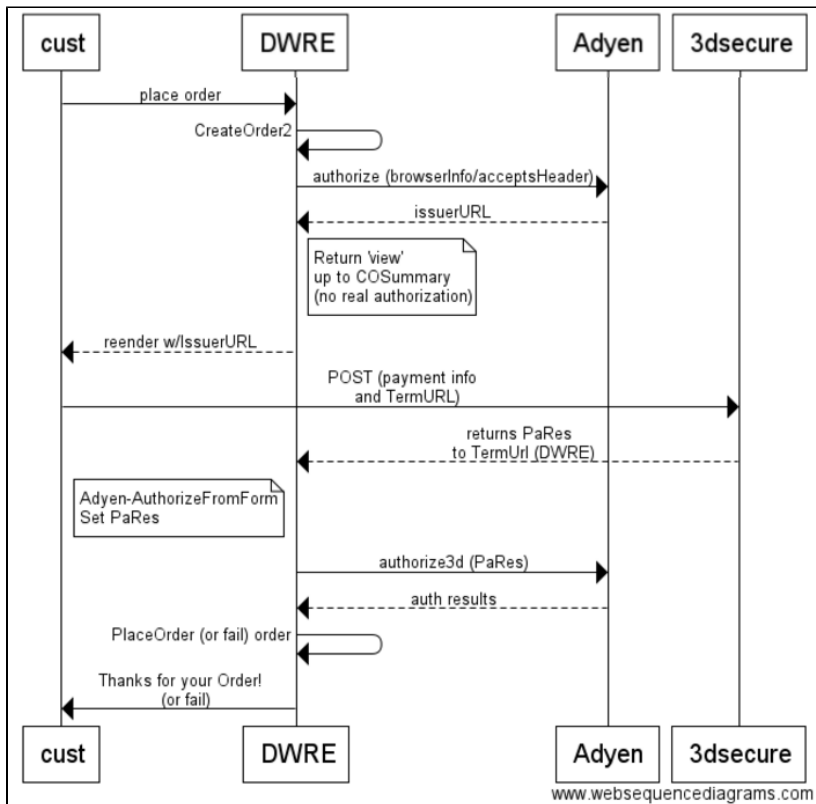 cust
DWRE
Adyen
3dsecure
place order
CreateOrder2
authorize (browserInfo/acceptsHeader)
issuerURL
Return 'view'
up to COSummary
(no real authorization)
reender w/IssuerURL
POST (payment info
and TermURL)
returns PaRes
to TermUrl (DWRE)
Adyen-AuthorizeFromForm
Set PaRes
authorize3d (PaRes)
auth results
PlaceOrder (or fail) order
Thanks for your Order!
(or fail)
cust
DWRE
Adyen
3dsecure
www.websequencediagrams.com